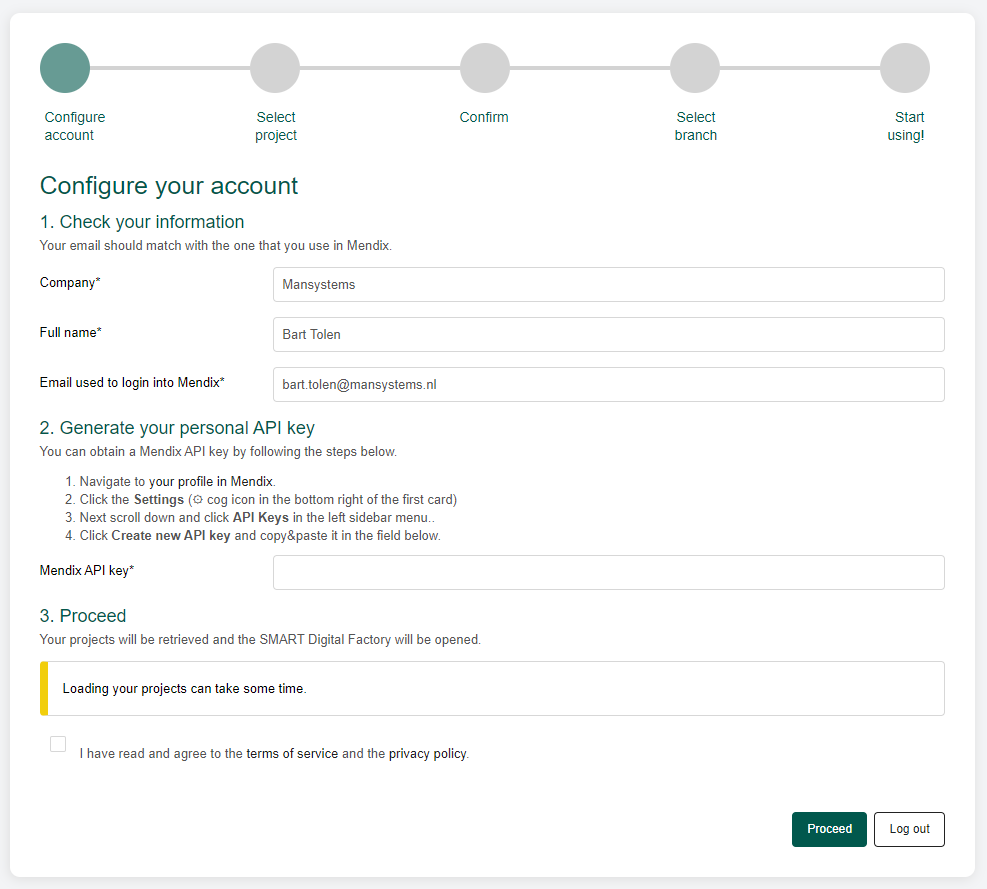 Configure account
Select project
Confirm
Select branch
Start using!
Configure your account
1. Check your information
Your email should match with the one that you use in Mendix.
Company*
Mansystems
Full name*
Bart Tolen
Email used to login into Mendix*
bart.tolen@mansystems.nl
2. Generate your personal API key
You can obtain a Mendix API key by following the steps below.
1. Navigate to your profile in Mendix.
2. Click the Settings (⚙ cog icon in the bottom right of the first card)
3. Next scroll down and click API Keys in the left sidebar menu..
4. Click Create new API key and copy&paste it in the field below.
Mendix API key*
3. Proceed
Your projects will be retrieved and the SMART Digital Factory will be opened.
Loading your projects can take some time.
I have read and agree to the terms of service and the privacy policy.
Proceed
Log out